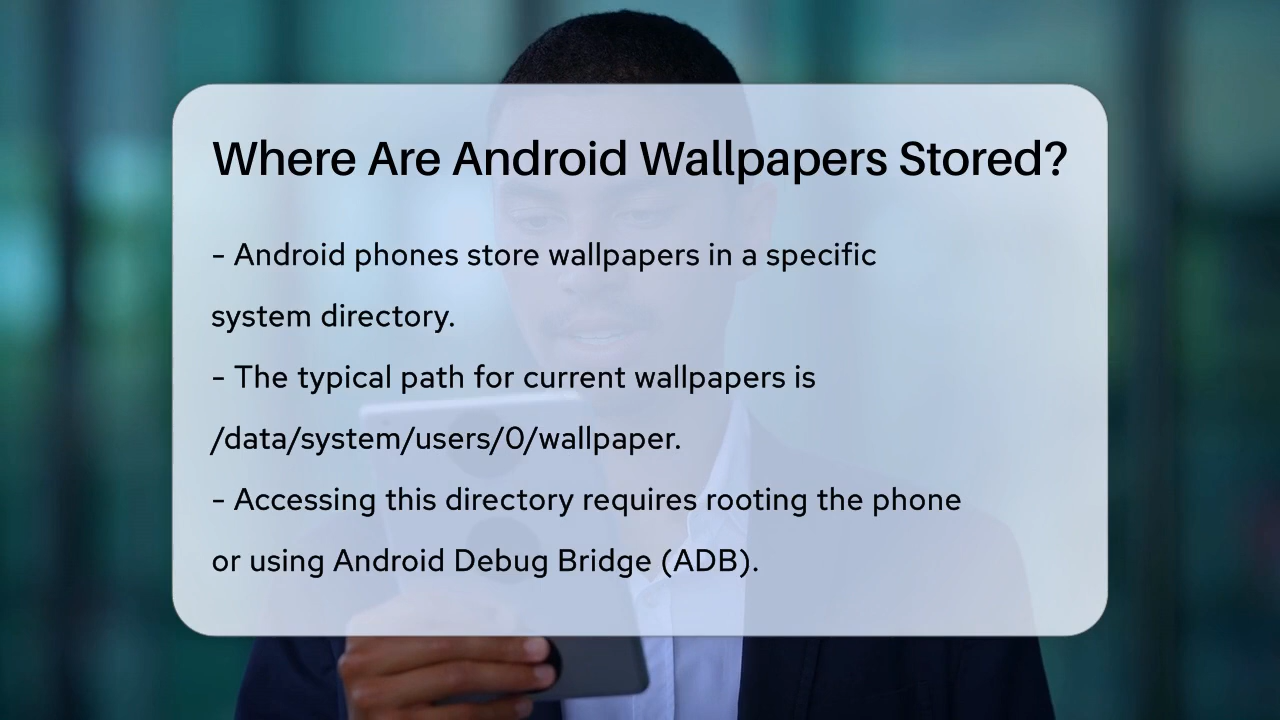 Where Are Android Wallpapers Stored?
- Android phones store wallpapers in a specific
system directory.
- The typical path for current wallpapers is
/data/system/users/0/wallpaper.
- Accessing this directory requires rooting the phone
or using Android Debug Bridge (ADB).